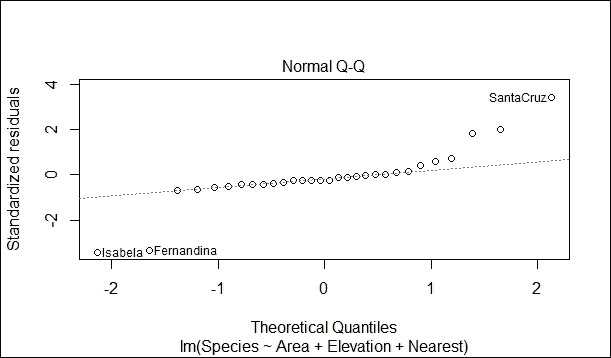 Normal Q-Q
Standardized residuals
4
2
0
-2
SantaCruz
Isabela
Fernandina
-2
-1
0
1
2
Theoretical Quantiles
lm(Species ~ Area + Elevation + Nearest)